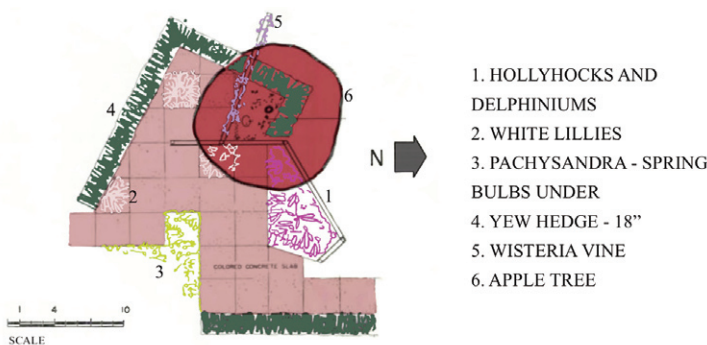 5
4
6
N
2
1
3
COLORED CONCRETE SLAB
1 4 10
SCALE
1. HOLLYHOCKS AND
DELPHINIUMS
2. WHITE LILLIES
3. PACHYSANDRA - SPRING
BULBS UNDER
4. YEW HEDGE - 18”
5. WISTERIA VINE
6. APPLE TREE